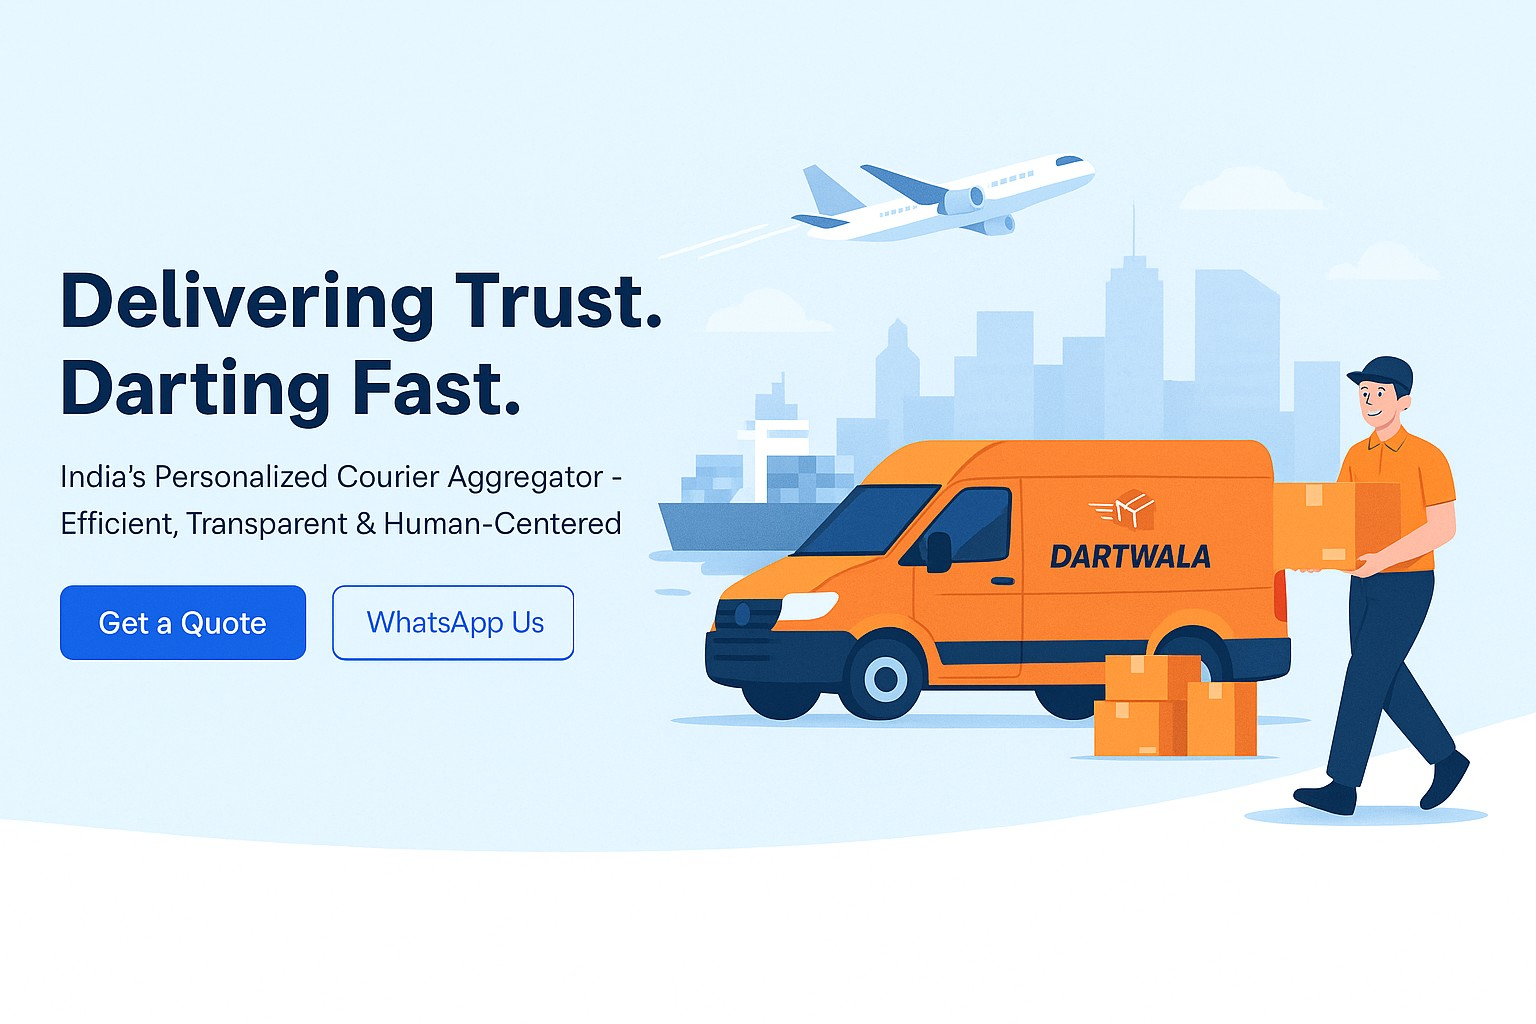 Delivering Trust.
Darting Fast.
India's Personalized Courier Aggregator -
Efficient, Transparent & Human-Centered
Get a Quote
WhatsApp Us
DARTWALA